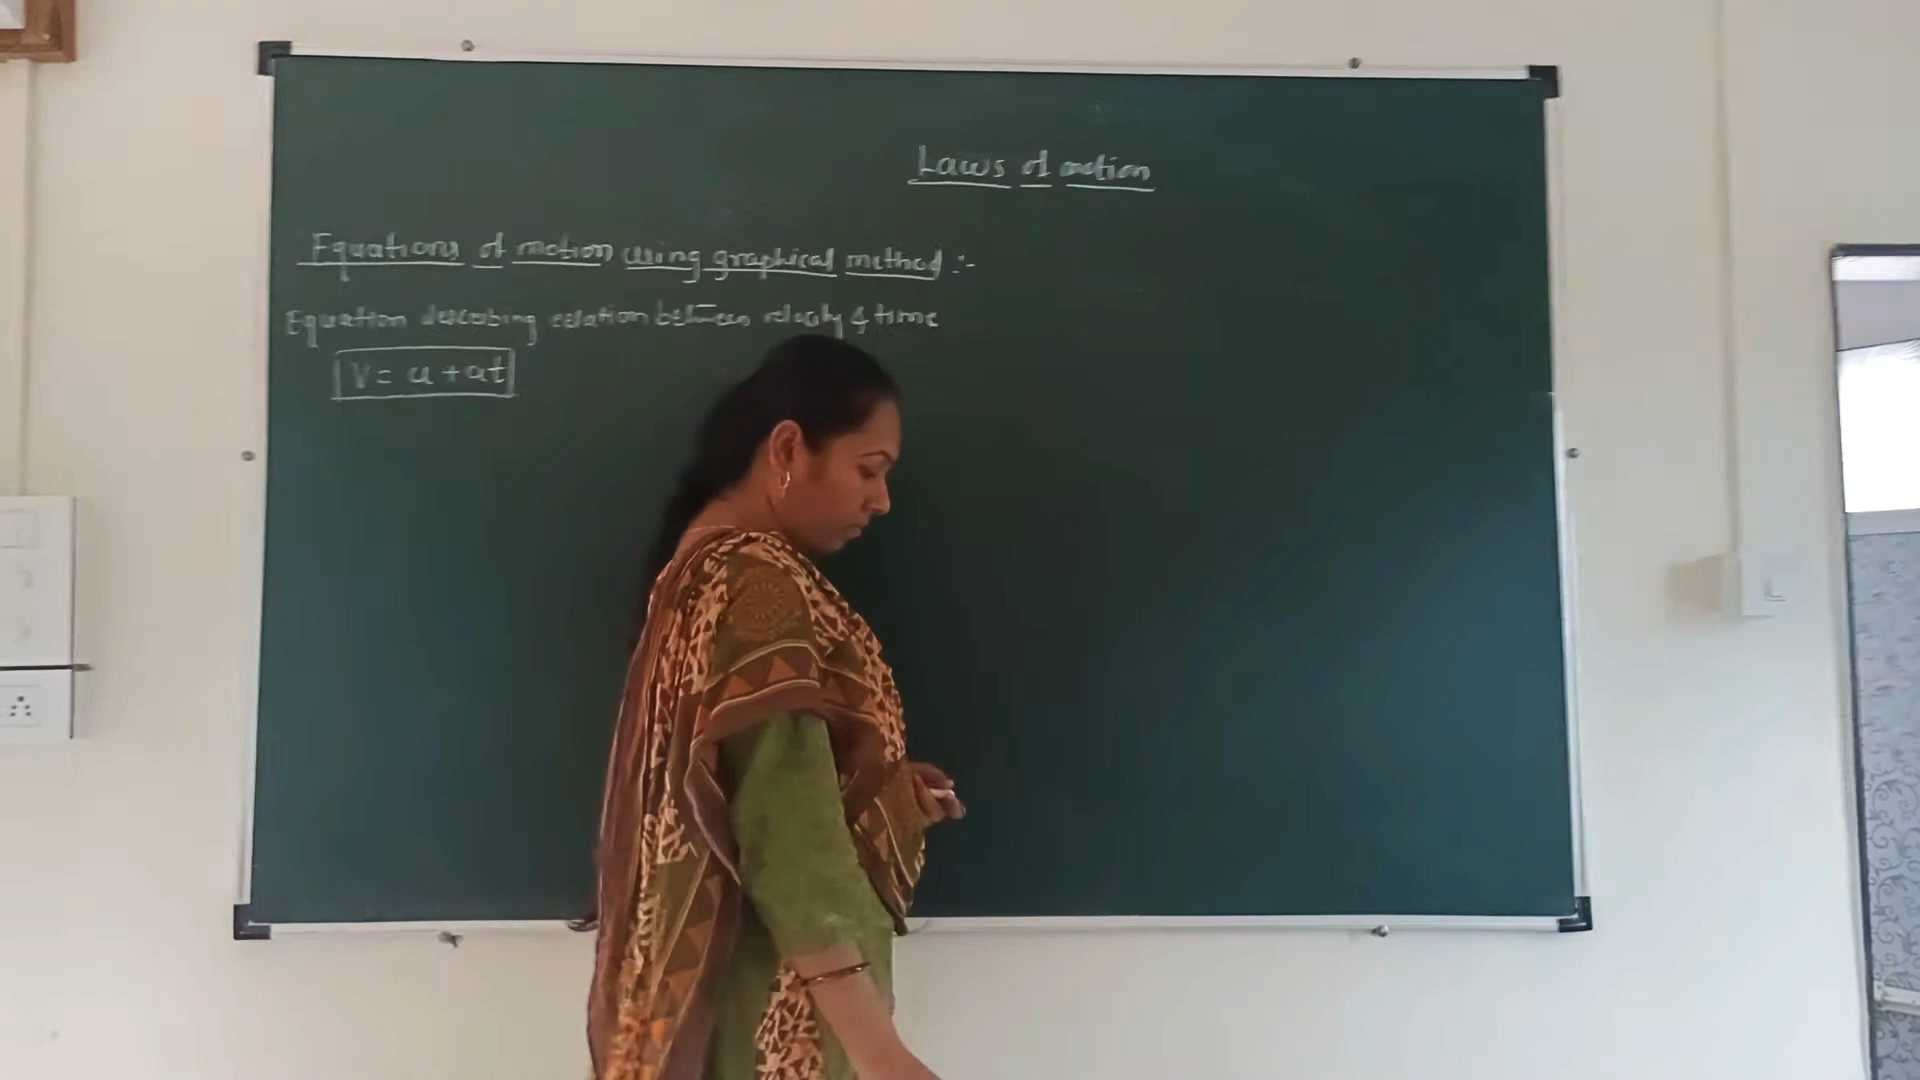 Laws of motion
Equations of motion using graphical method :-
Equation describing relation between velocity & time
V = u + at